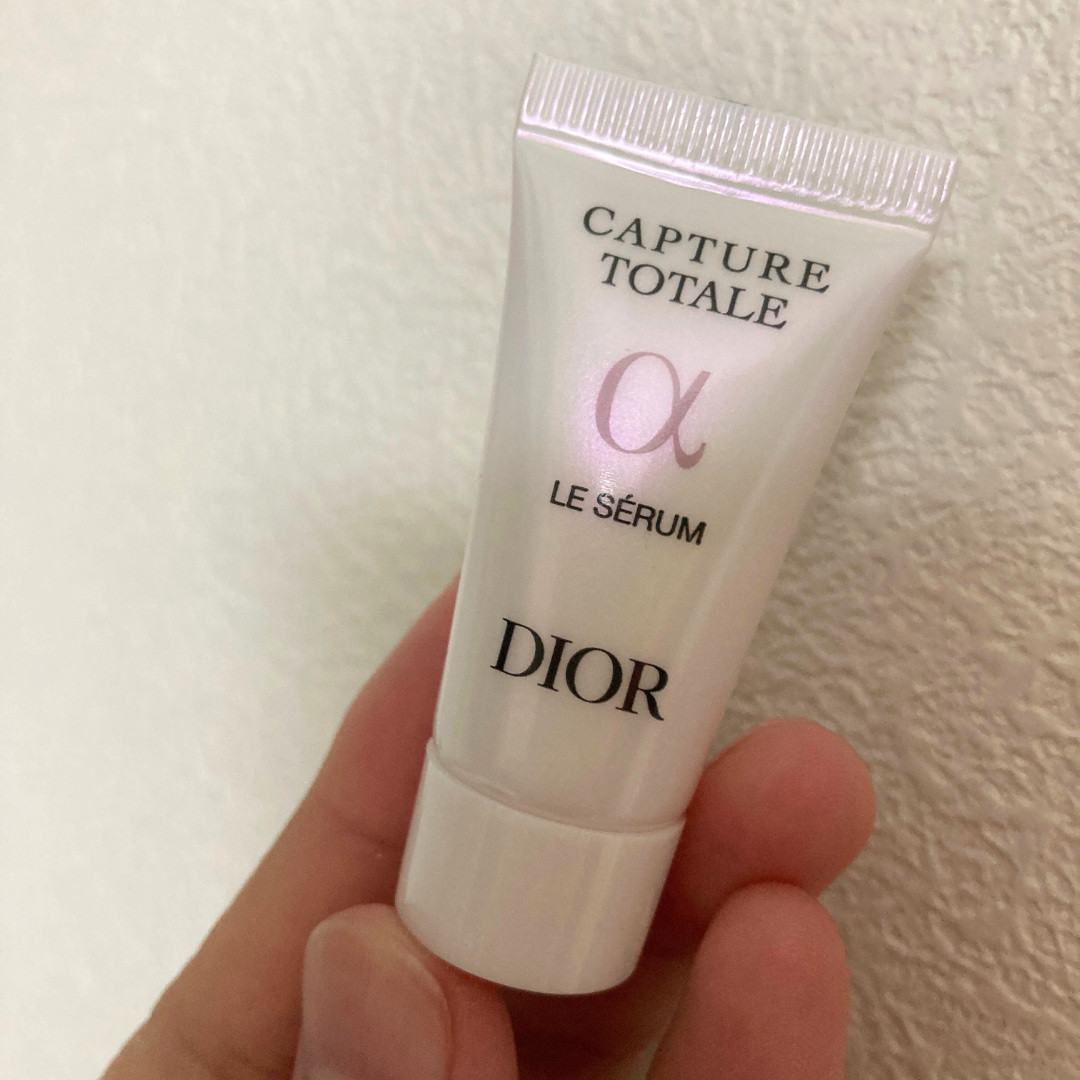 CAPTURE
TOTALE
α
LE SÉRUM
DIOR